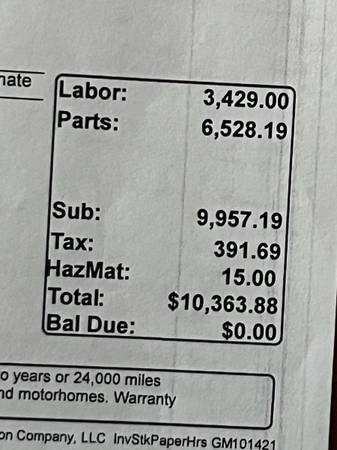 nate
Labor: 3,429.00
Parts: 6,528.19
Sub: 9,957.19
Tax: 391.69
HazMat: 15.00
Total: $10,363.88
Bal Due: $0.00
o years or 24,000 miles
nd motorhomes. Warranty
on Company, LLC InvStkPaperHrs GM101421